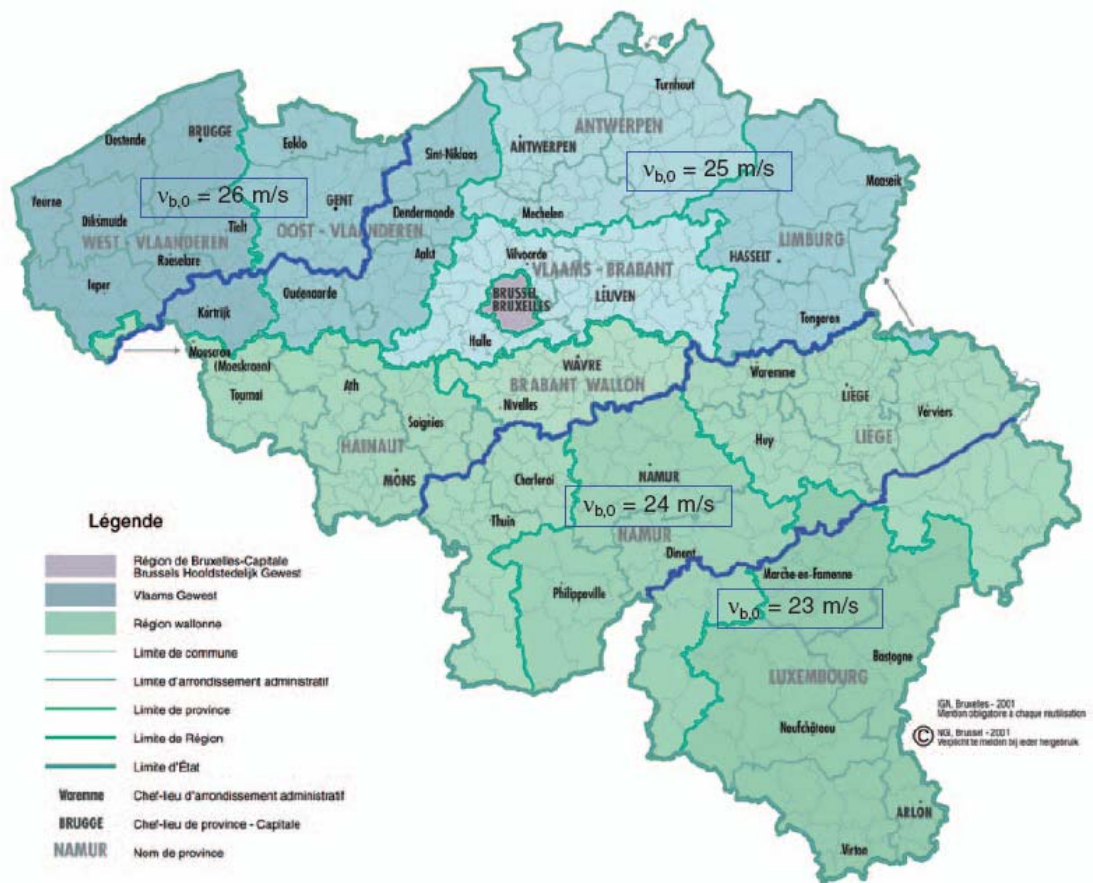 Turnhout
Oostende
BRUGGE
Eeklo
ANTWERPEN
ANTWERPEN
Sint-Niklaas
νb,0 = 25 m/s
Maaseik
νb,0 = 26 m/s
Veurne
GENT
Dendermonde
Mechelen
Diksmuide
Tielt
WEST - VLAANDEREN
OOST - VLAANDEREN
LIMBURG
Roeselare
Aalst
Vilvoorde
HASSELT
VLAAMS - BRABANT
Ieper
Oudenaarde
BRUSSEL
BRUXELLES
LEUVEN
Kortrijk
Tongeren
Halle
Mouscron
(Moeskroen)
WAVRE
Waremme
Tournai
Ath
BRABANT WALLON
LIÈGE
Nivelles
Verviers
Soignies
Huy
LIÈGE
HAINAUT
MONS
Charleroi
NAMUR
νb,0 = 24 m/s
Thuin
NAMUR
Dinant
Marche-en-Famenne
Philippeville
νb,0 = 23 m/s
Bastogne
LUXEMBOURG
Neufchâteau
ARLON
Virton
Légende
Région de Bruxelles-Capitale
Brussels Hoofdstedelijk Gewest
Vlaams Gewest
Région wallonne
Limite de commune
Limite d'arrondissement administratif
Limite de province
Limite de Région
Limite d'État
Waremme Chef-lieu d'arrondissement administratif
BRUGGE Chef-lieu de province - Capitale
NAMUR Nom de province
IGN, Bruxelles - 2001
Mention obligatoire à chaque réutilisation
©
NGI, Brussel - 2001
Verplicht te melden bij ieder hergebruik